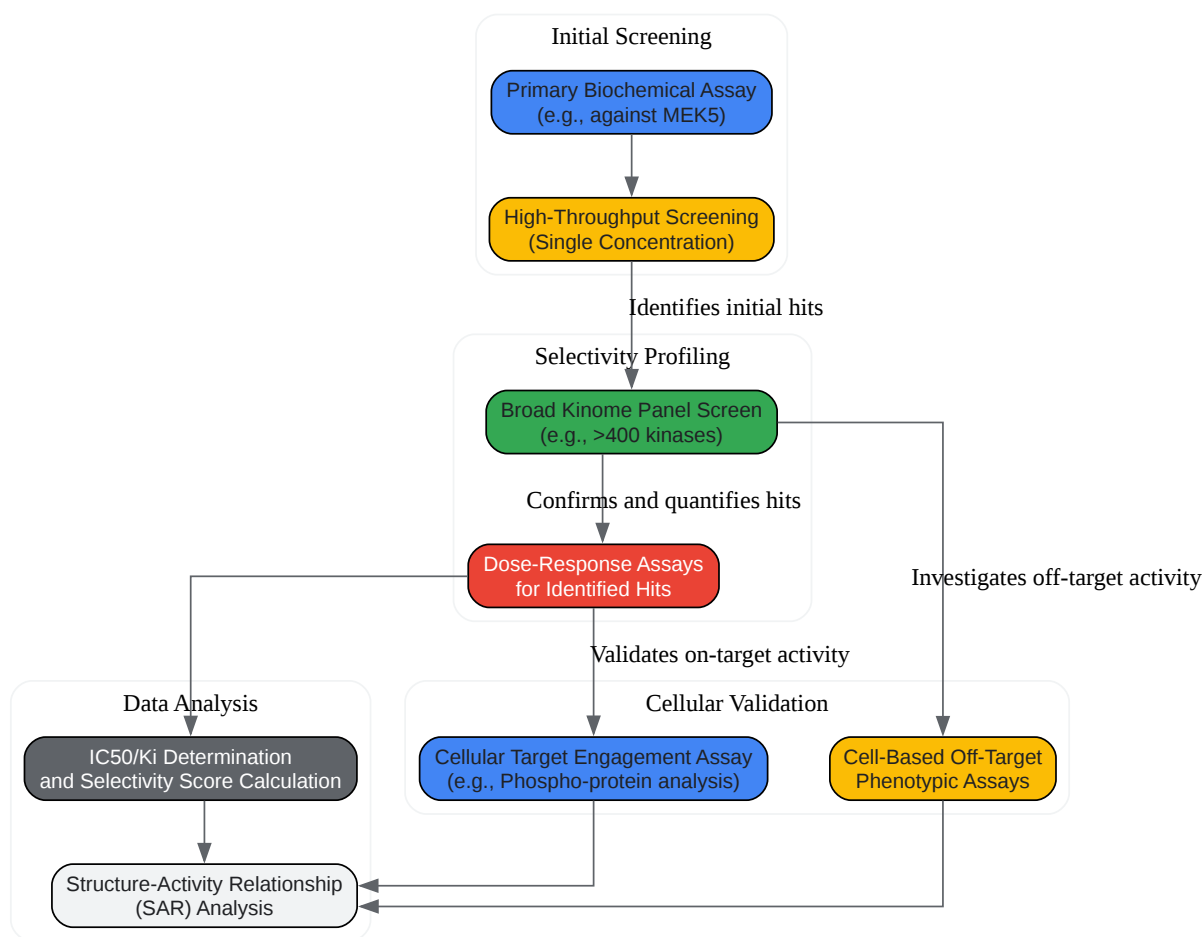 Initial Screening
Primary Biochemical Assay
(e.g., against MEK5)
High-Throughput Screening
(Single Concentration)
Identifies initial hits
Selectivity Profiling
Broad Kinome Panel Screen
(e.g., >400 kinases)
Confirms and quantifies hits
Dose-Response Assays
for Identified Hits
Investigates off-target activity
Validates on-target activity
Data Analysis
Cellular Validation
IC50/Ki Determination
and Selectivity Score Calculation
Cellular Target Engagement Assay
(e.g., Phospho-protein analysis)
Cell-Based Off-Target
Phenotypic Assays
Structure-Activity Relationship
(SAR) Analysis